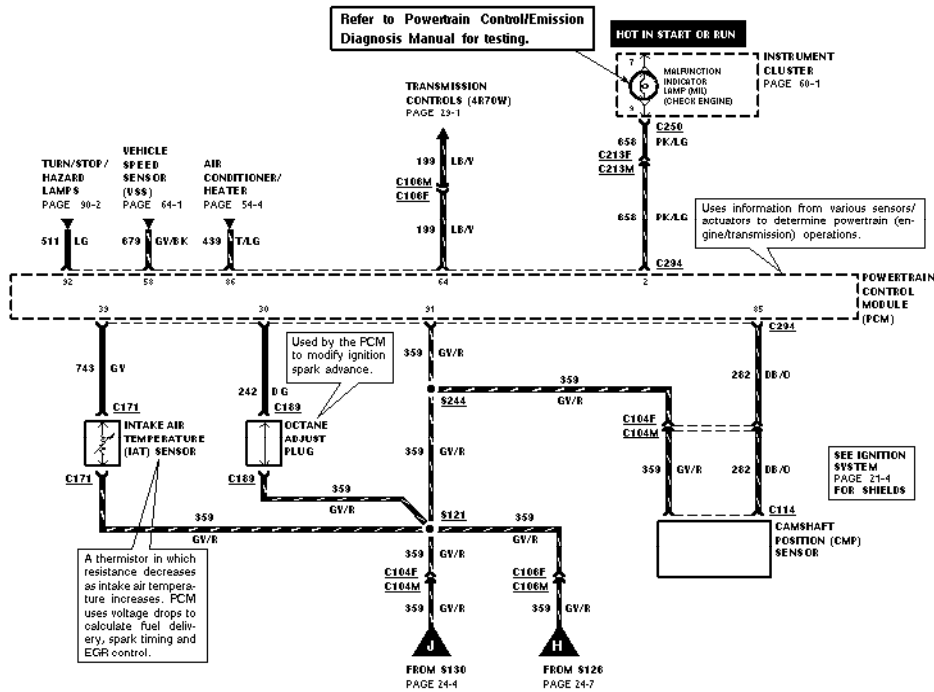 Refer to Powertrain Control/Emission
Diagnosis Manual for testing.
HOT IN START OR RUN
7
MALFUNCTION
INDICATOR
LAMP (MIL)
(CHECK ENGINE)
9
INSTRUMENT
CLUSTER
PAGE 60-1
TRANSMISSION
CONTROLS (4R70W)
PAGE 29-1
C250
658 PK/LG
C213F
C213M
199 LB/Y
C106M
C106F
TURN/STOP/
HAZARD
LAMPS
PAGE 90-2
VEHICLE
SPEED
SENSOR
(VSS)
PAGE 64-1
AIR
CONDITIONER/
HEATER
PAGE 54-4
511 LG
679 GY/BK
439 T/LG
199 LB/Y
658 PK/LG
C294
Uses information from various sensors/
actuators to determine powertrain (en-
gine/transmission) operations.
92 58 86 64 2
POWERTRAIN
CONTROL
MODULE
(PCM)
39 30 91 85
C294
743 GY
Used by the PCM
to modify ignition
spark advance.
359 GY/R
282 DB/O
242 DG
359
GY/R
S244
C171
C189
INTAKE AIR
TEMPERATURE
(IAT) SENSOR
OCTANE
ADJUST
PLUG
C104F
C104M
359 GY/R
359 GY/R
282 DB/O
SEE IGNITION
SYSTEM
PAGE 21-4
FOR SHIELDS
C171
C189
359
GY/R
C114
S121
359
GY/R
359
GY/R
CAMSHAFT
POSITION (CMP)
SENSOR
A thermistor in which
resistance decreases
as intake air tempera-
ture increases. PCM
uses voltage drops to
calculate fuel deliv-
ery, spark timing and
EGR control.
359 GY/R
C104F
C104M
C106F
C106M
359 GY/R
359 GY/R
J
H
FROM S130
PAGE 24-4
FROM S126
PAGE 24-7